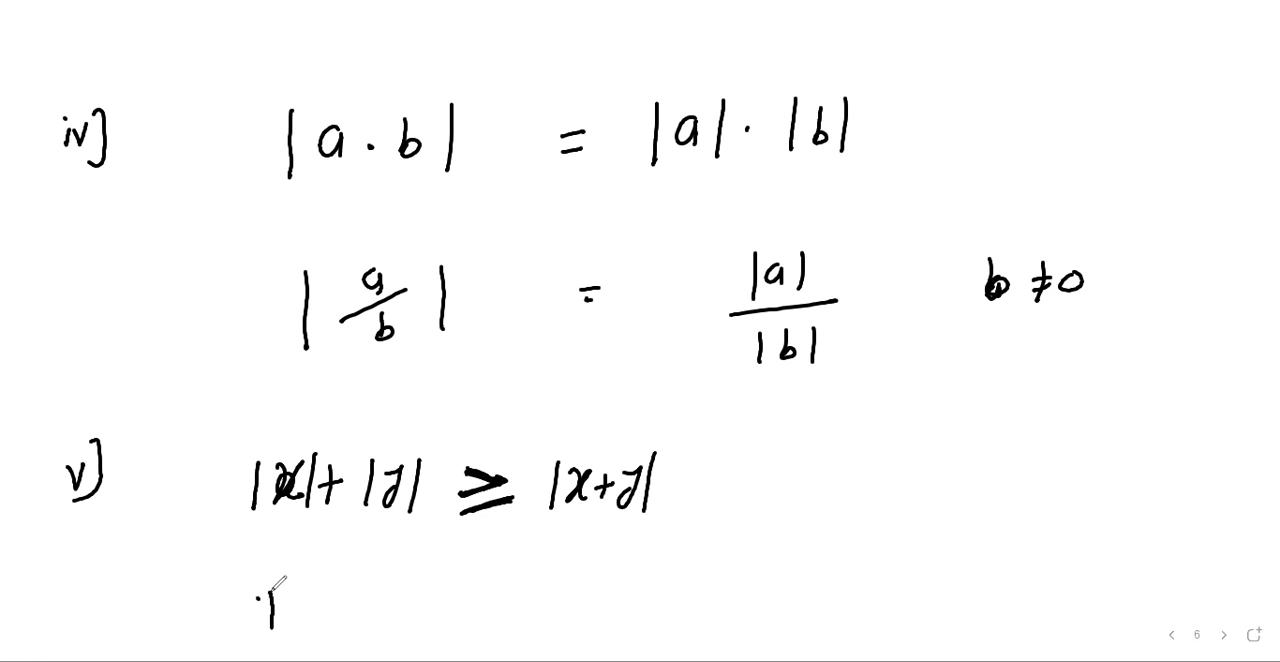 iv] |a · b| = |a| · |b|
|a/b| = |a|/|b| b ≠ 0
v] |x| + |y| ≥ |x+y|
6